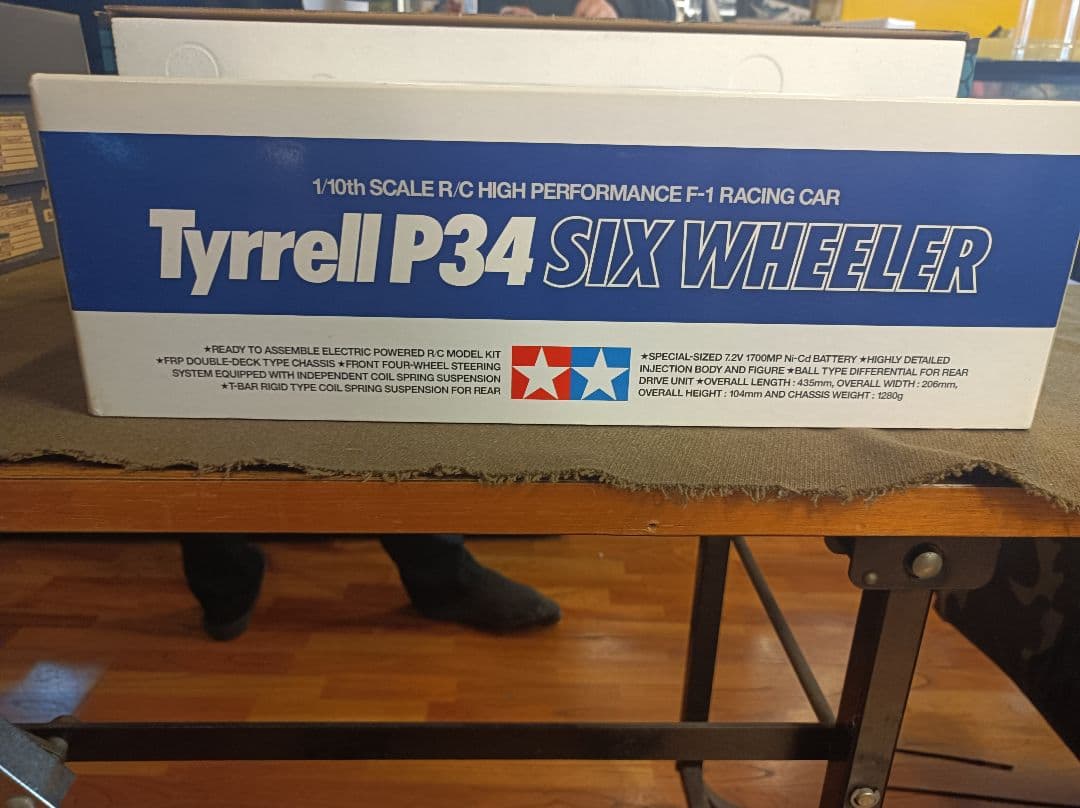 1/10th SCALE R/C HIGH PERFORMANCE F-1 RACING CAR
Tyrrell P34 SIX WHEELER
★READY TO ASSEMBLE ELECTRIC POWERED R/C MODEL KIT
★FRP DOUBLE-DECK TYPE CHASSIS ★FRONT FOUR-WHEEL STEERING
SYSTEM EQUIPPED WITH INDEPENDENT COIL SPRING SUSPENSION
★T-BAR RIGID TYPE COIL SPRING SUSPENSION FOR REAR
★SPECIAL-SIZED 7.2V 1700MP Ni-Cd BATTERY ★HIGHLY DETAILED
INJECTION BODY AND FIGURE ★BALL TYPE DIFFERENTIAL FOR REAR
DRIVE UNIT ★OVERALL LENGTH : 435mm, OVERALL WIDTH : 206mm,
OVERALL HEIGHT : 104mm AND CHASSIS WEIGHT : 1280g